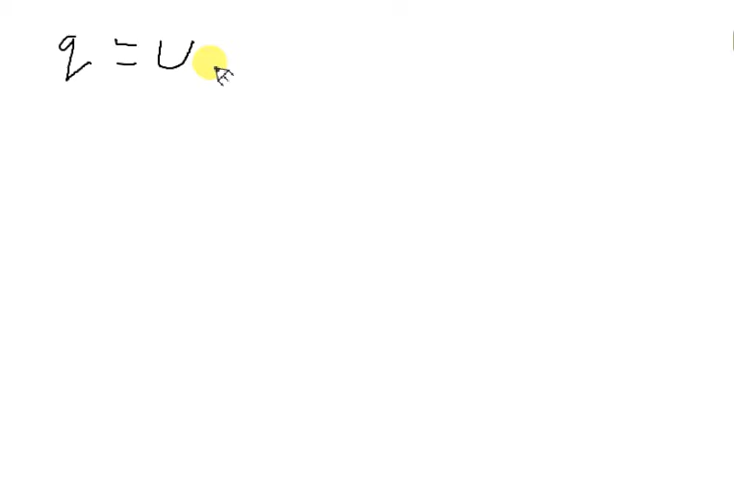 q = U